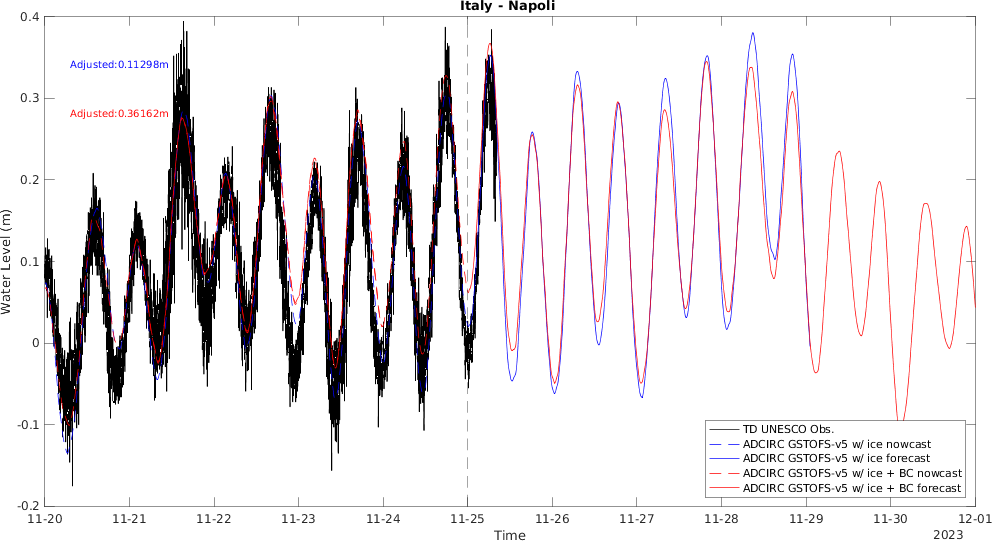 Italy - Napoli
Adjusted:0.11298m
Adjusted:0.36162m
Water Level (m)
0.4
0.3
0.2
0.1
0
-0.1
-0.2
11-20 11-21 11-22 11-23 11-24 11-25 11-26 11-27 11-28 11-29 11-30 12-01
Time
2023
TD UNESCO Obs.
ADCIRC GSTOFS-v5 w/ ice nowcast
ADCIRC GSTOFS-v5 w/ ice forecast
ADCIRC GSTOFS-v5 w/ ice + BC nowcast
ADCIRC GSTOFS-v5 w/ ice + BC forecast